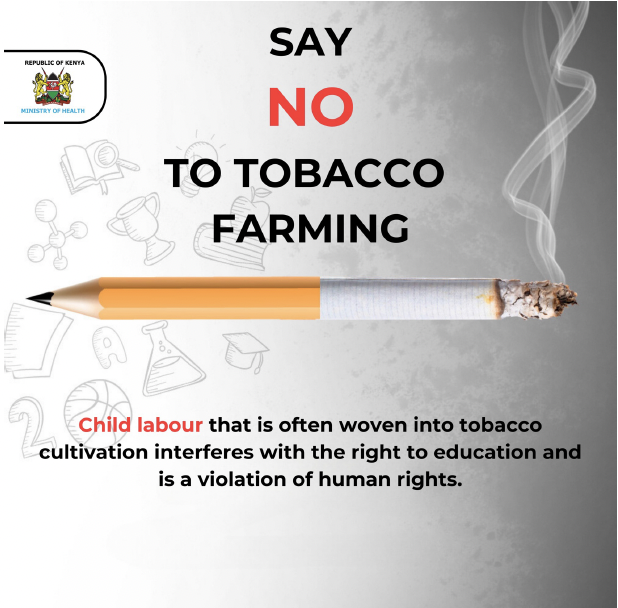 SAY
REPUBLIC OF KENYA
MINISTRY OF HEALTH
NO
TO TOBACCO
FARMING
A
2
Child labour that is often woven into tobacco
cultivation interferes with the right to education and
is a violation of human rights.